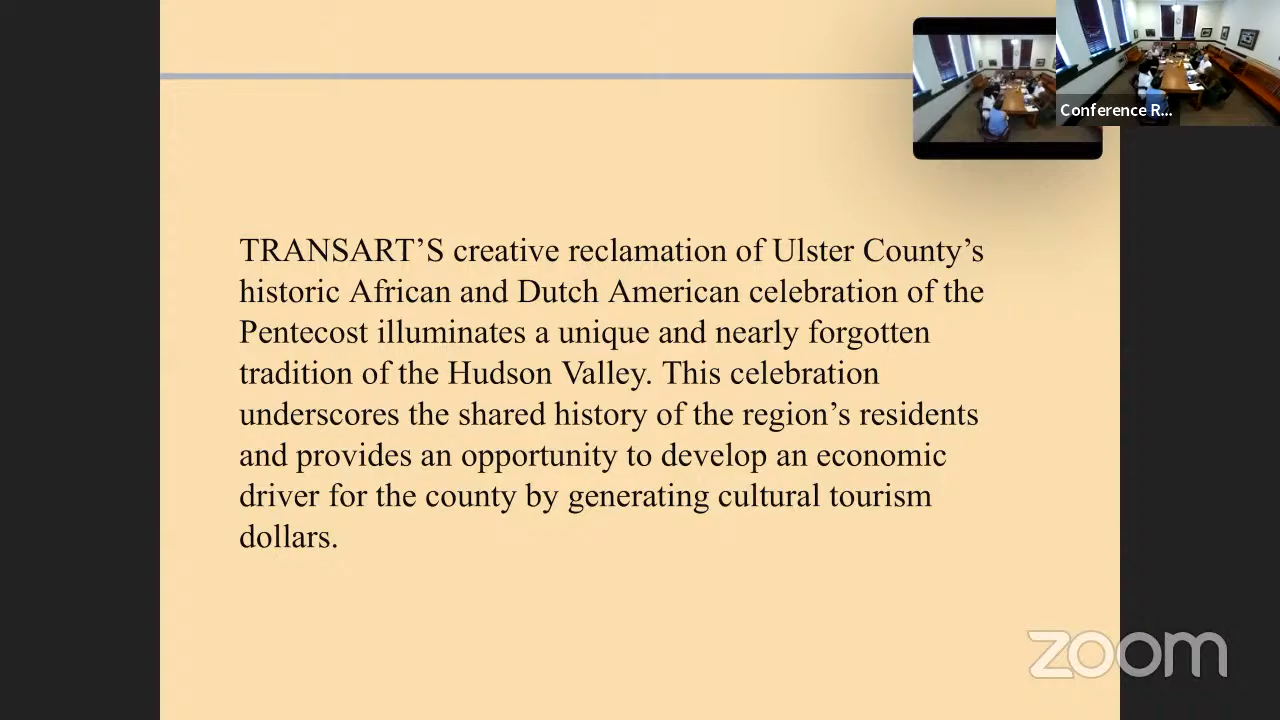 Conference R...
TRANSART’S creative reclamation of Ulster County’s
historic African and Dutch American celebration of the
Pentecost illuminates a unique and nearly forgotten
tradition of the Hudson Valley. This celebration
underscores the shared history of the region’s residents
and provides an opportunity to develop an economic
driver for the county by generating cultural tourism
dollars.
zoom